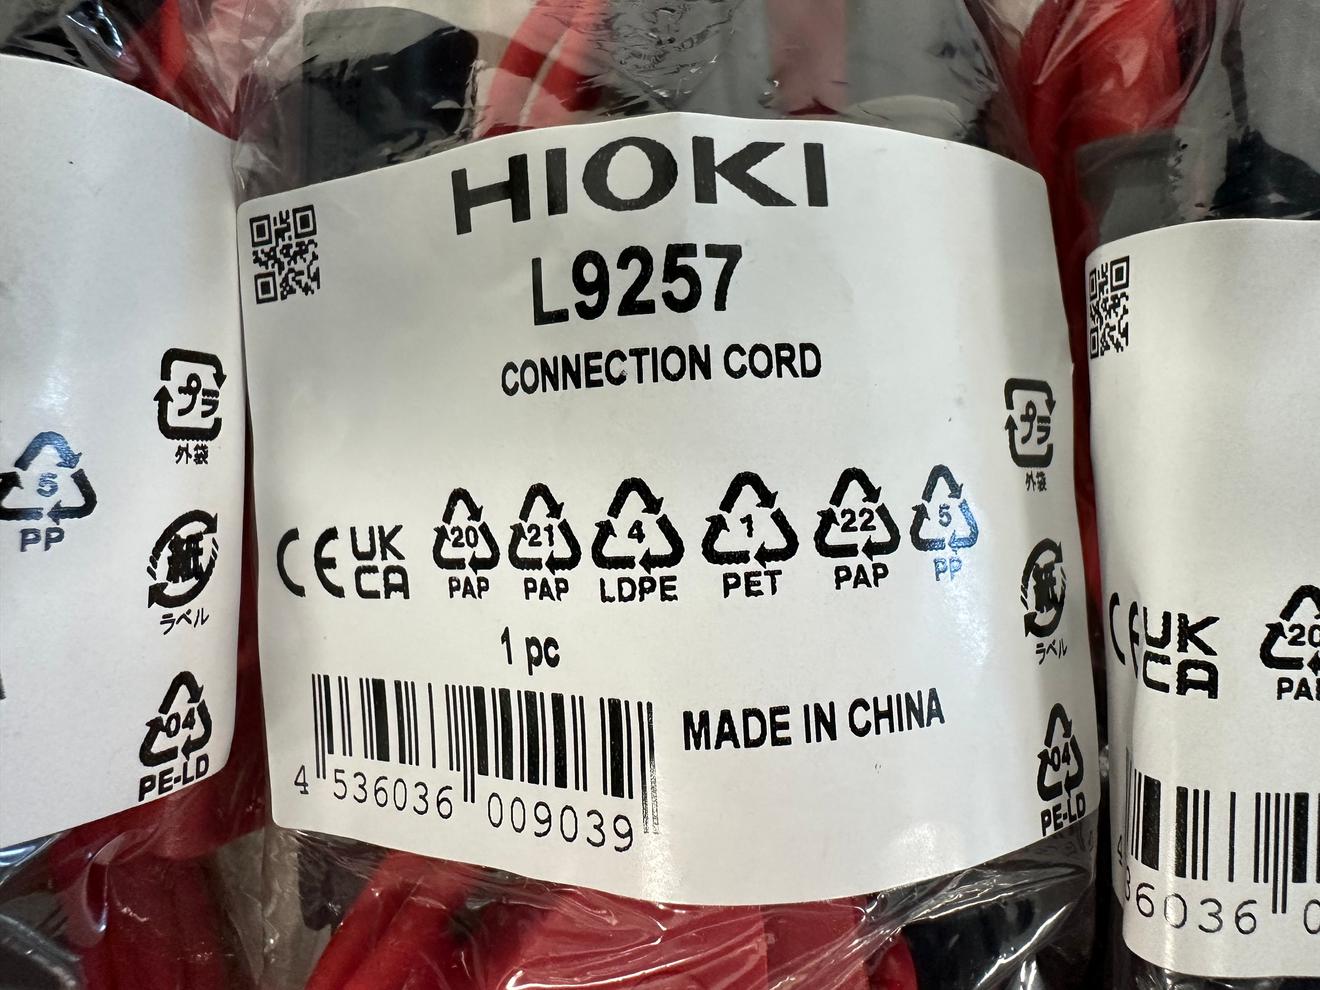 HIOKI
L9257
CONNECTION CORD
プラ
外袋
CE UK CA
20 PAP
21 PAP
4 LDPE
1 PET
22 PAP
5 PP
紙
ラベル
1 pc
MADE IN CHINA
4 536036 009039
04
PE-LD
プラ
外袋
5
PP
紙
ラベル
04
PE-LD
UK
CA
20
36036